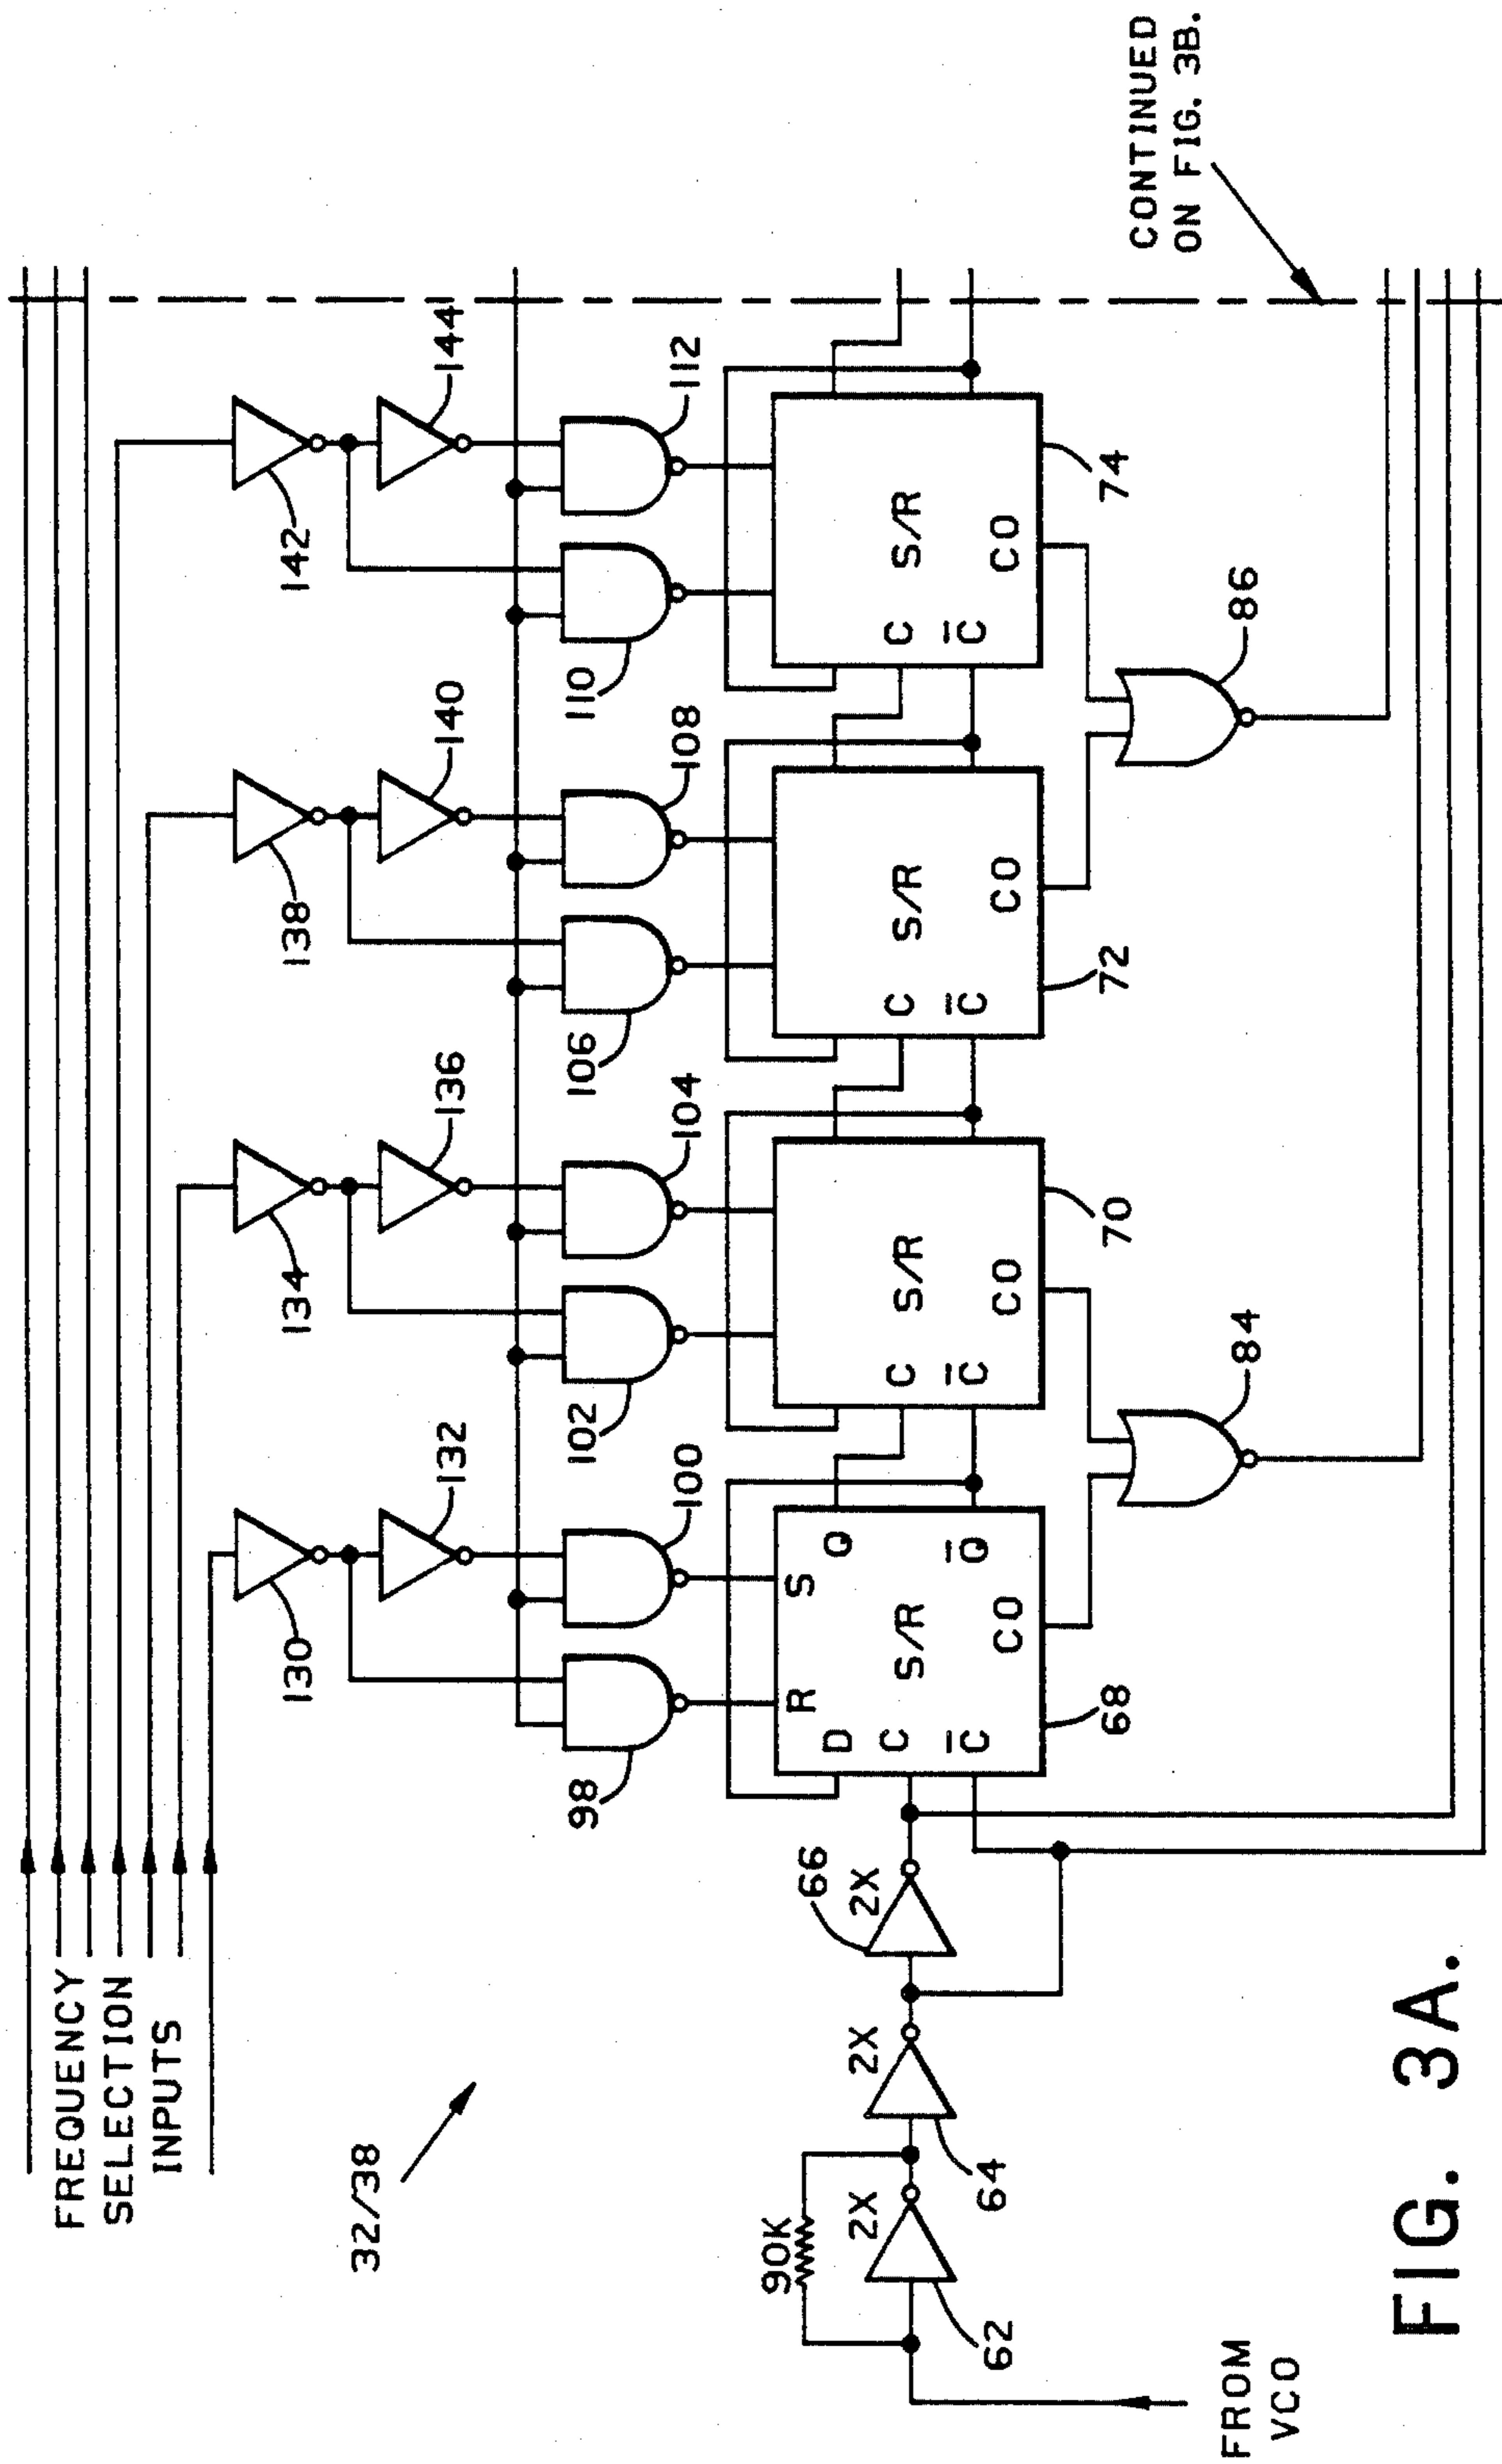 FREQUENCY
SELECTION
INPUTS
32/38
130
132
134
136
138
140
142
144
98
100
102
104
106
108
110
112
R
S
D
Q
C
S/R
C̅
Q̅
CO
68
C
S/R
C̅
CO
70
C
S/R
C̅
CO
72
C
S/R
C̅
CO
74
90K
2X
62
2X
64
2X
66
84
86
FROM
VCO
CONTINUED
ON FIG. 3B.
FIG. 3A.